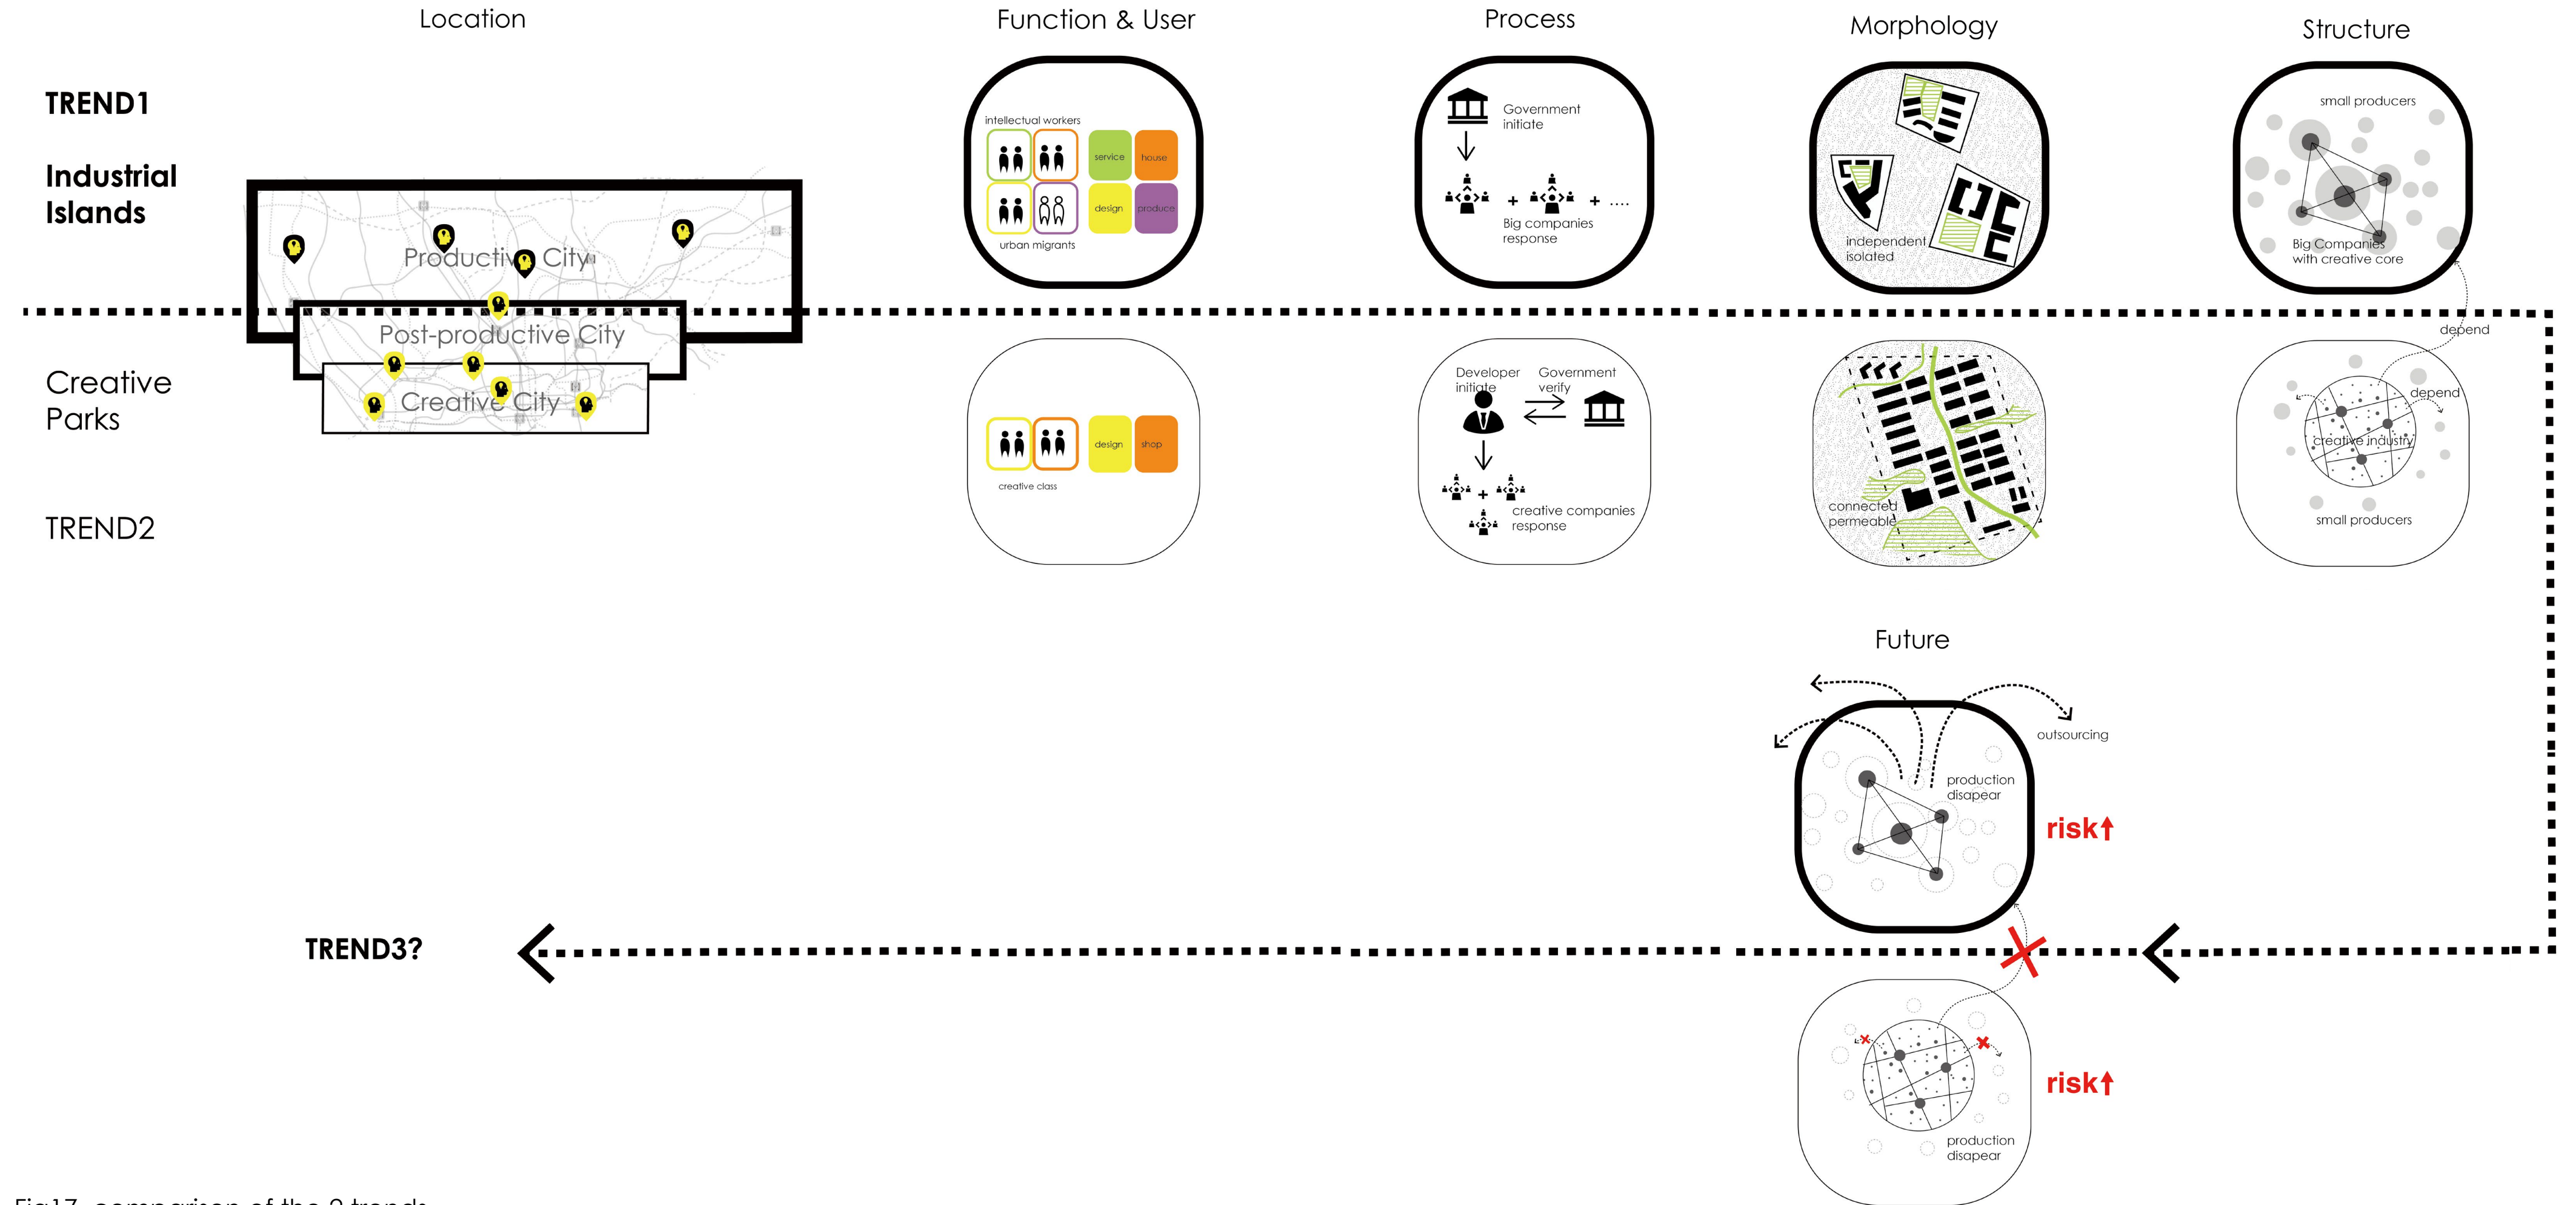 Location
Function & User
Process
Morphology
Structure
TREND1
Industrial
Islands
Productive City
Post-productive City
Creative City
intellectual workers
service
house
design
produce
urban migrants
Government
initiate
+
+ ....
Big companies
response
independent
isolated
small producers
Big Companies
with creative core
depend
Creative
Parks
TREND2
design
shop
creative class
Developer
initiate
Government
verify
+
creative companies
response
connected
permeable
depend
creative industry
small producers
Future
outsourcing
production
disapear
risk↑
TREND3?
production
disapear
risk↑